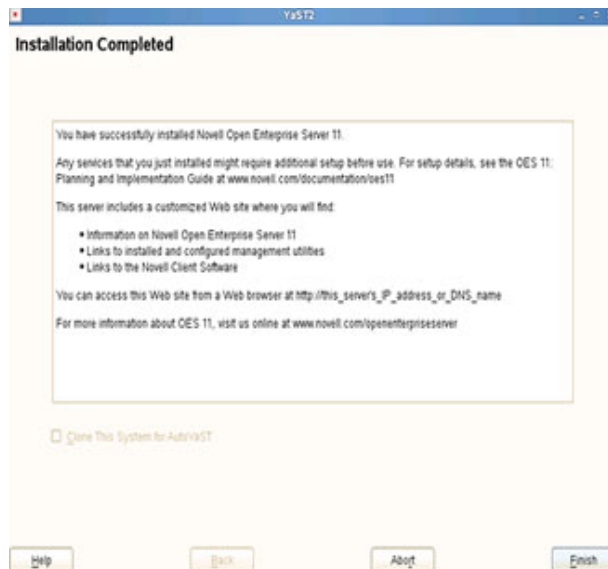 YaST2
Installation Completed
You have successfully installed Novell Open Enterprise Server 11.
Any services that you just installed might require additional setup before use. For setup details, see the OES 11:
Planning and Implementation Guide at www.novell.com/documentation/oes11
This server includes a customized Web site where you will find:
• Information on Novell Open Enterprise Server 11
• Links to installed and configured management utilities
• Links to the Novell Client Software
You can access this Web site from a Web browser at http://this_server's_IP_address_or_DNS_name
For more information about OES 11, visit us online at www.novell.com/openenterpriseserver
Clone This System for AutoYaST
Help
Back
Abort
Finish